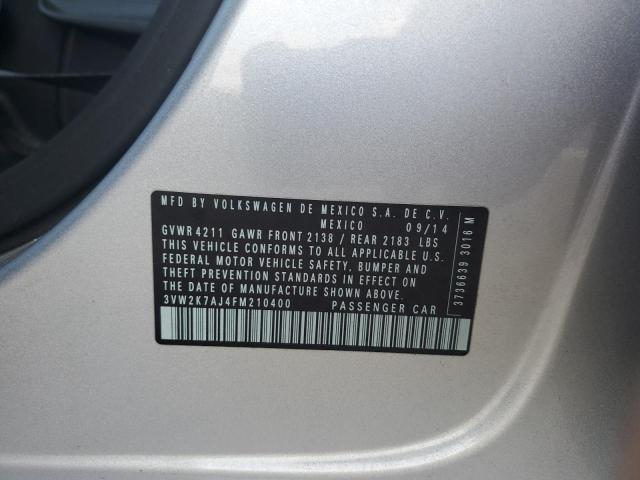 MFD BY VOLKSWAGEN DE MEXICO S.A. DE C.V.
MEXICO 09/14
GVWR 4211 GAWR FRONT 2138 / REAR 2183 LBS
THIS VEHICLE CONFORMS TO ALL APPLICABLE U.S.
FEDERAL MOTOR VEHICLE SAFETY, BUMPER AND
THEFT PREVENTION STANDARDS IN EFFECT ON
THE DATE OF MANUFACTURE SHOWN ABOVE.
3VW2K7AJ4FM210400 PASSENGER CAR
3736639 3016 M